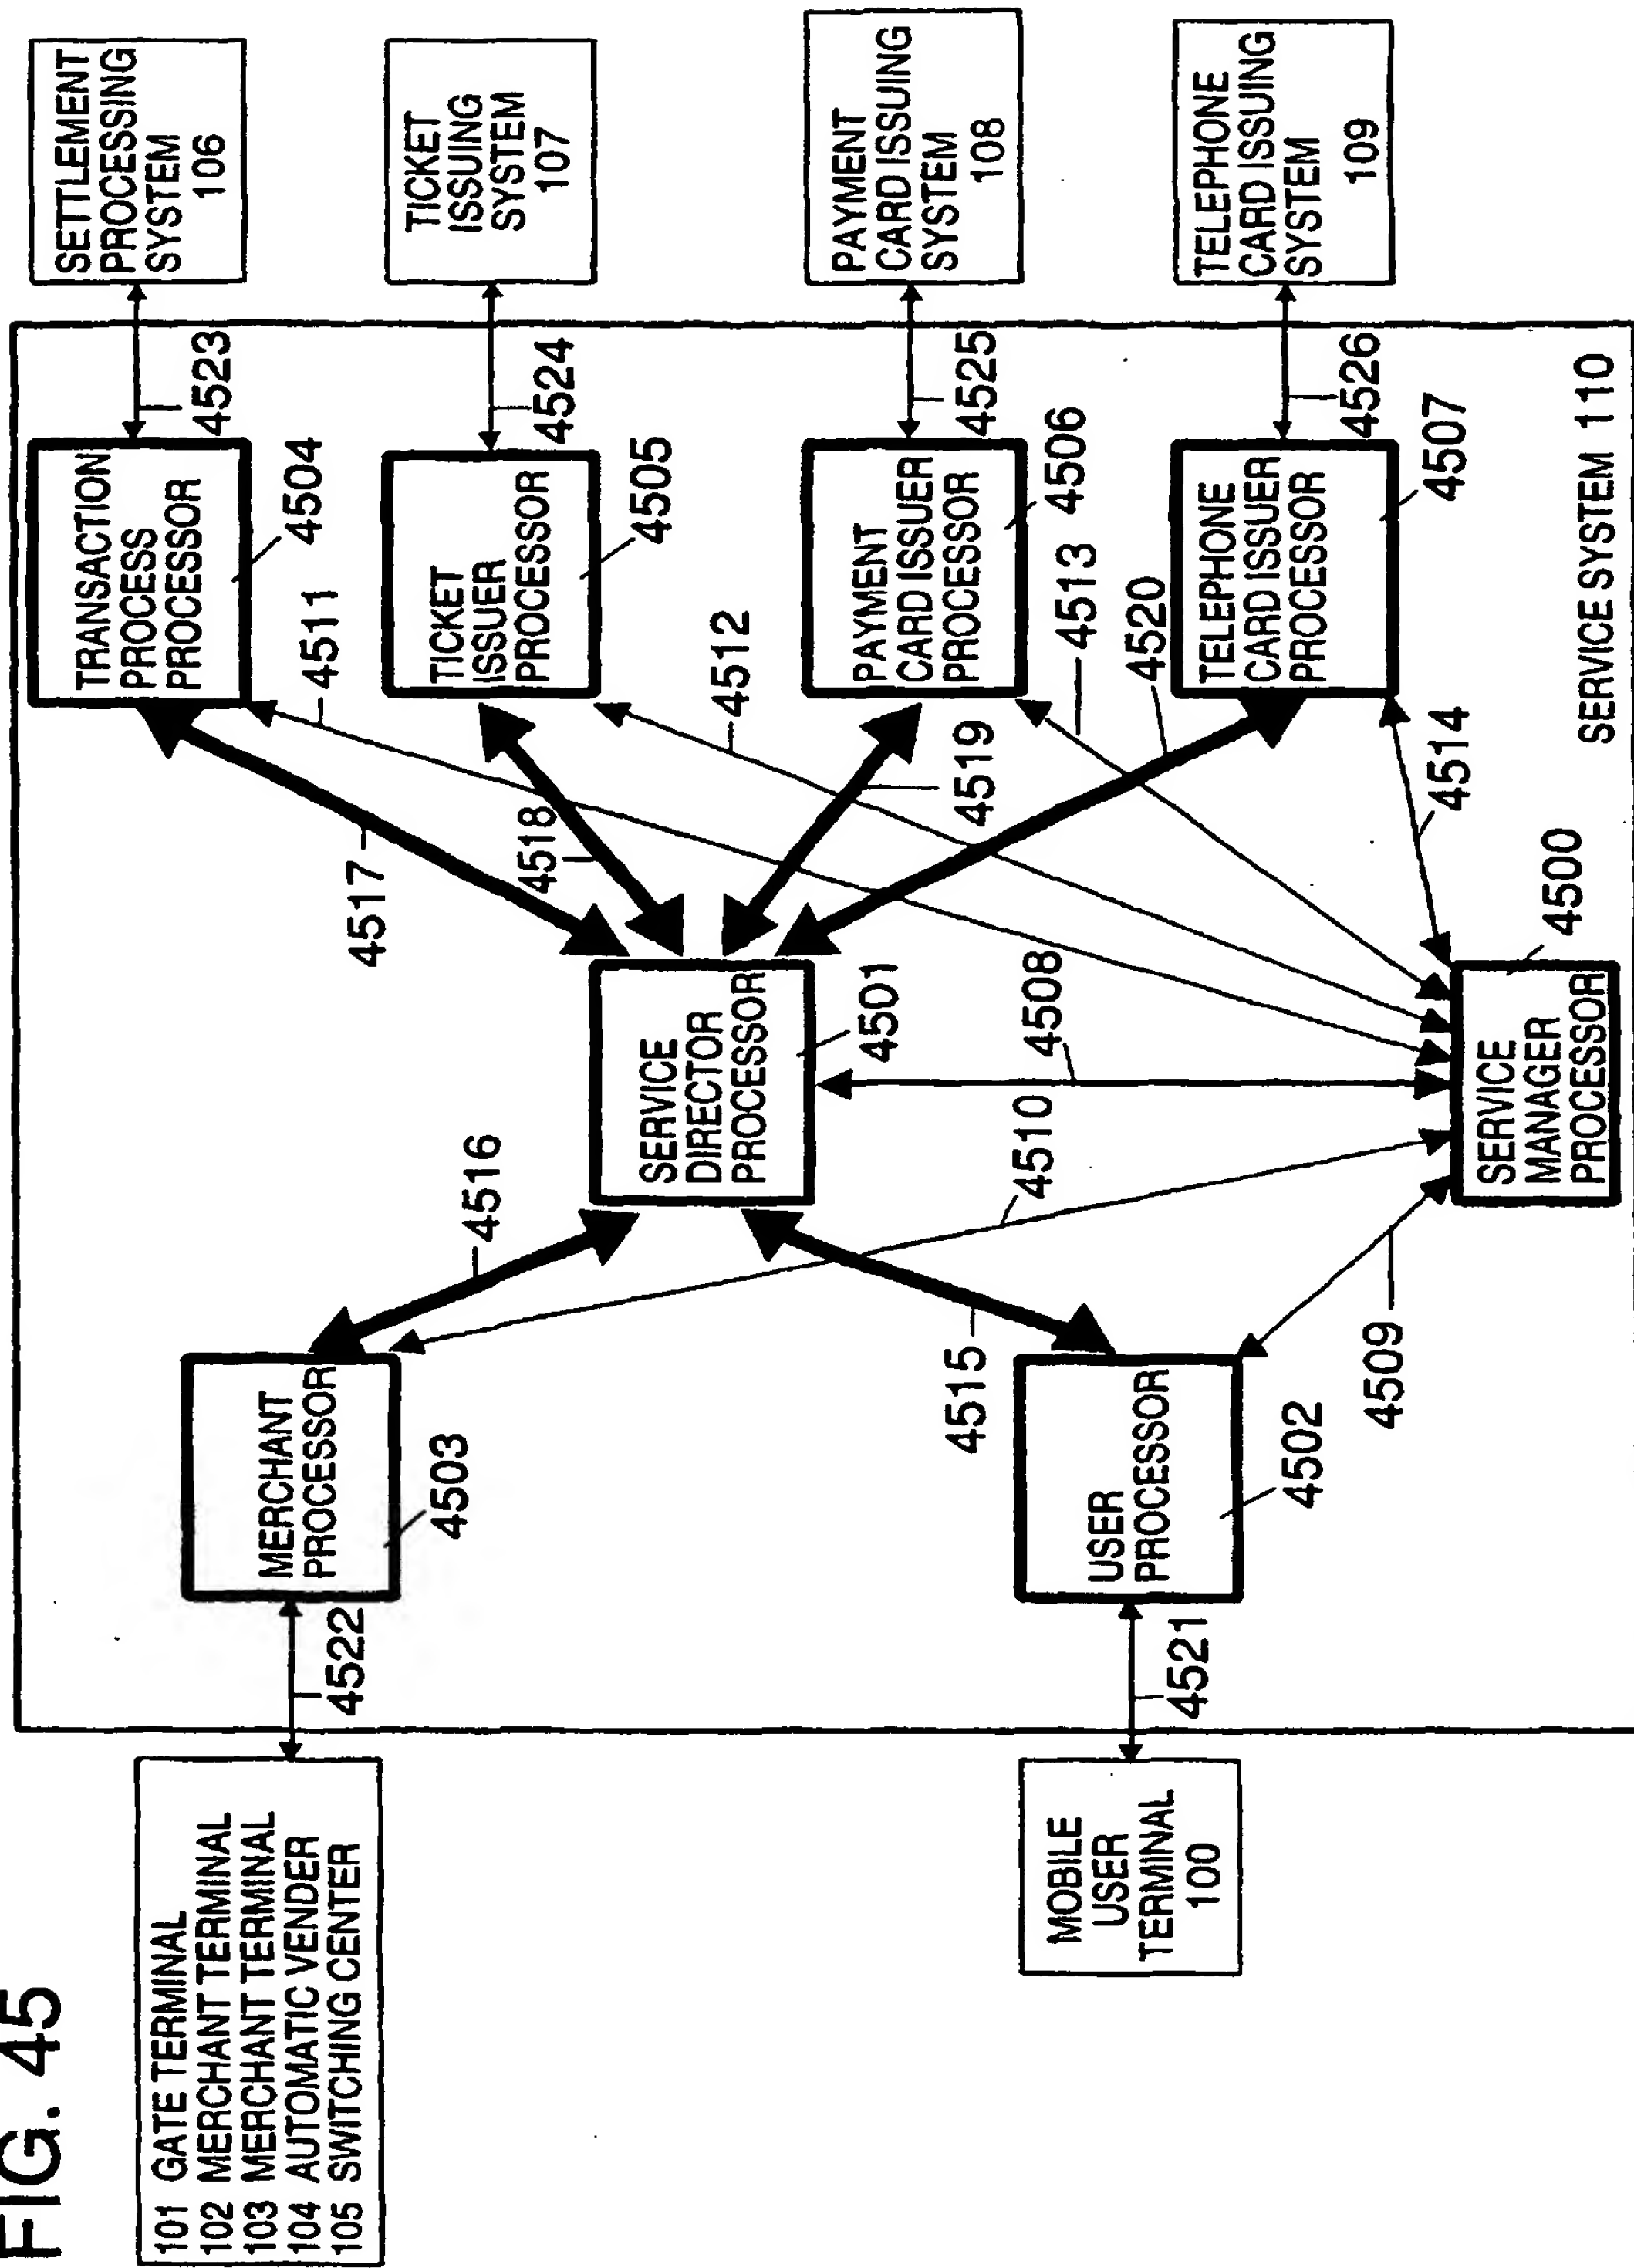 FIG. 45
101 GATE TERMINAL
102 MERCHANT TERMINAL
103 MERCHANT TERMINAL
104 AUTOMATIC VENDER
105 SWITCHING CENTER
4522
MERCHANT
PROCESSOR
4503
4516
4517
TRANSACTION
PROCESS
PROCESSOR
4504
4523
SETTLEMENT
PROCESSING
SYSTEM
106
4511
4518
TICKET
ISSUER
PROCESSOR
4505
4524
TICKET
ISSUING
SYSTEM
107
SERVICE
DIRECTOR
PROCESSOR
4501
4512
4519
PAYMENT
CARD ISSUER
PROCESSOR
4506
4525
PAYMENT
CARD ISSUING
SYSTEM
108
4513
4520
MOBILE
USER
TERMINAL
100
4521
USER
PROCESSOR
4502
4515
4510
4508
4509
TELEPHONE
CARD ISSUER
PROCESSOR
4507
4526
TELEPHONE
CARD ISSUING
SYSTEM
109
4514
SERVICE
MANAGER
PROCESSOR
4500
SERVICE SYSTEM 110